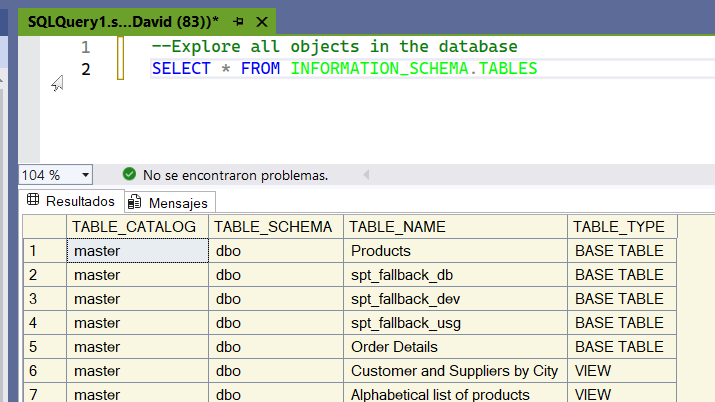 SQLQuery1.s...David (83))*
1 --Explore all objects in the database
2 SELECT * FROM INFORMATION_SCHEMA.TABLES
104 % No se encontraron problemas.
Resultados Mensajes
TABLE_CATALOG TABLE_SCHEMA TABLE_NAME TABLE_TYPE
1 master dbo Products BASE TABLE
2 master dbo spt_fallback_db BASE TABLE
3 master dbo spt_fallback_dev BASE TABLE
4 master dbo spt_fallback_usg BASE TABLE
5 master dbo Order Details BASE TABLE
6 master dbo Customer and Suppliers by City VIEW
7 master dbo Alphabetical list of products VIEW